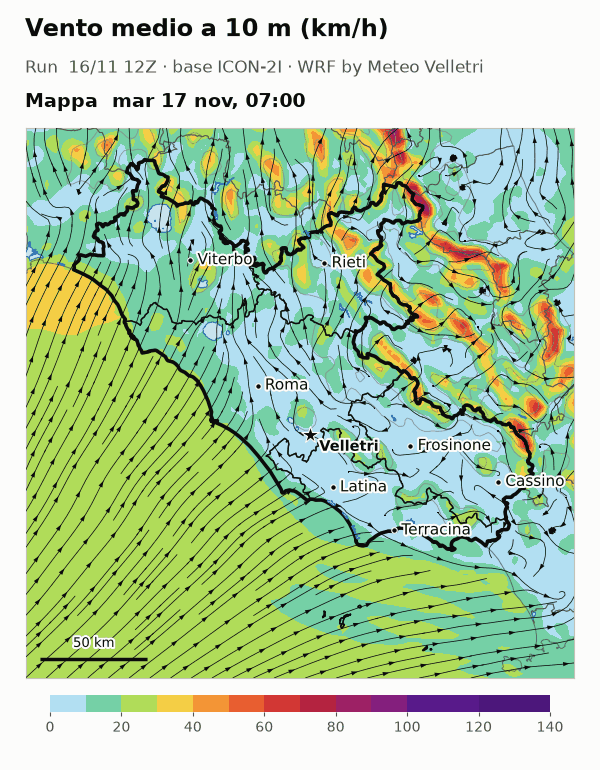 Vento medio a 10 m (km/h)
Run 16/11 12Z · base ICON-2I · WRF by Meteo Velletri
Mappa mar 17 nov, 07:00
Viterbo
Rieti
Roma
Velletri
Frosinone
Cassino
Latina
Terracina
50 km
0 20 40 60 80 100 120 140